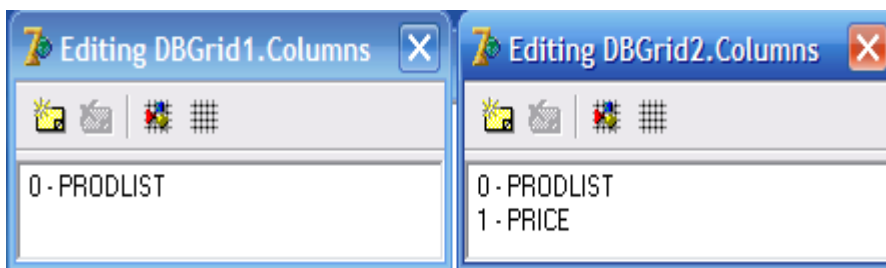 Editing DBGrid1.Columns
0 - PRODLIST
Editing DBGrid2.Columns
0 - PRODLIST
1 - PRICE